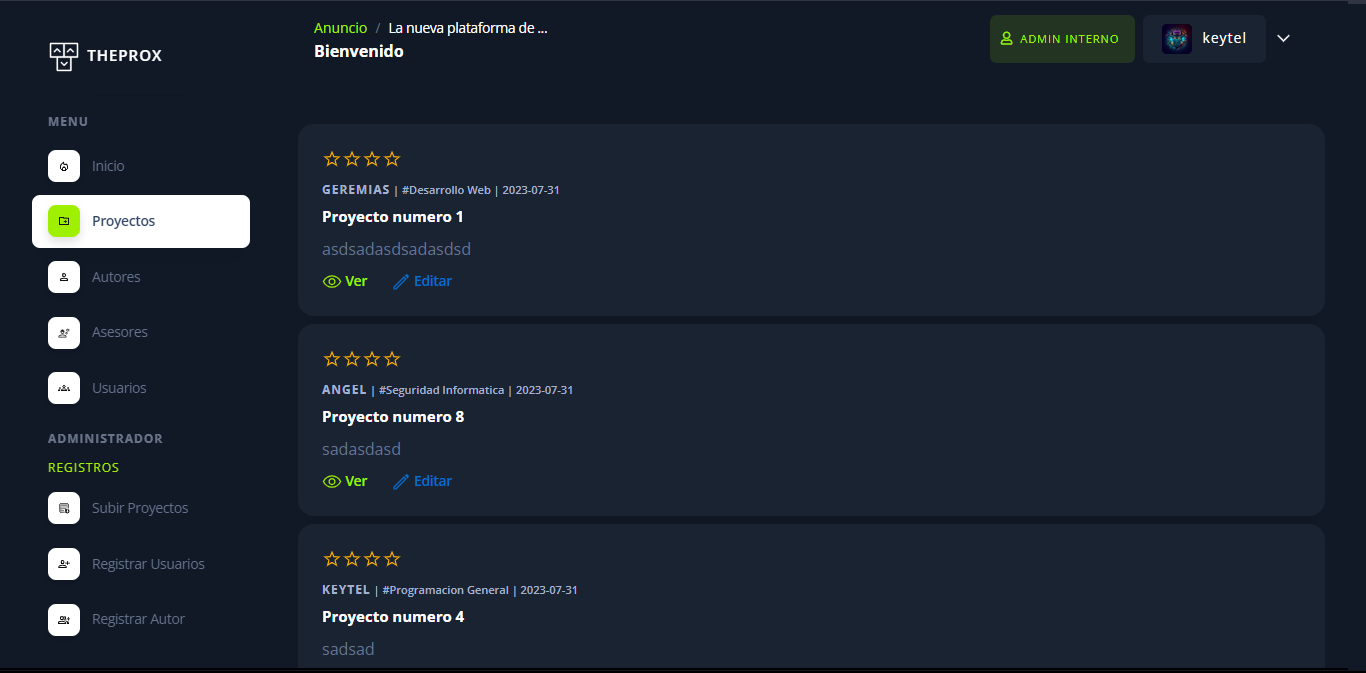 THEPROX
MENU
Inicio
Proyectos
Autores
Asesores
Usuarios
ADMINISTRADOR
REGISTROS
Subir Proyectos
Registrar Usuarios
Registrar Autor
Anuncio / La nueva plataforma de ...
Bienvenido
ADMIN INTERNO
keytel
GEREMIAS | #Desarrollo Web | 2023-07-31
Proyecto numero 1
asdsadasdsadasdsd
Ver Editar
ANGEL | #Seguridad Informatica | 2023-07-31
Proyecto numero 8
sadasdasd
Ver Editar
KEYTEL | #Programacion General | 2023-07-31
Proyecto numero 4
sadsad